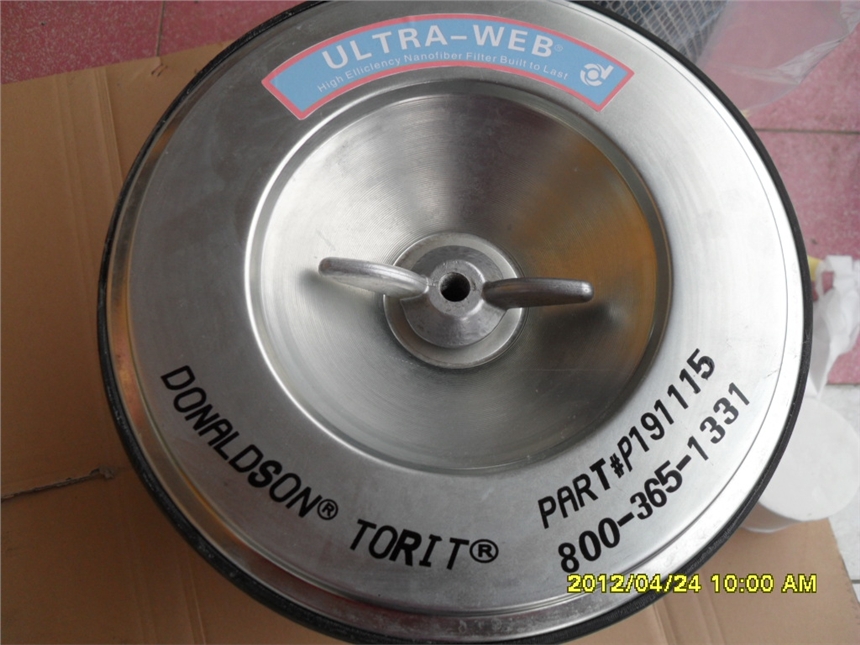 ULTRA-WEB®
High Efficiency Nanofiber Filter Built to Last
DONALDSON® TORIT®
PART#P191115
800-365-1331
2012/04/24 10:00 AM